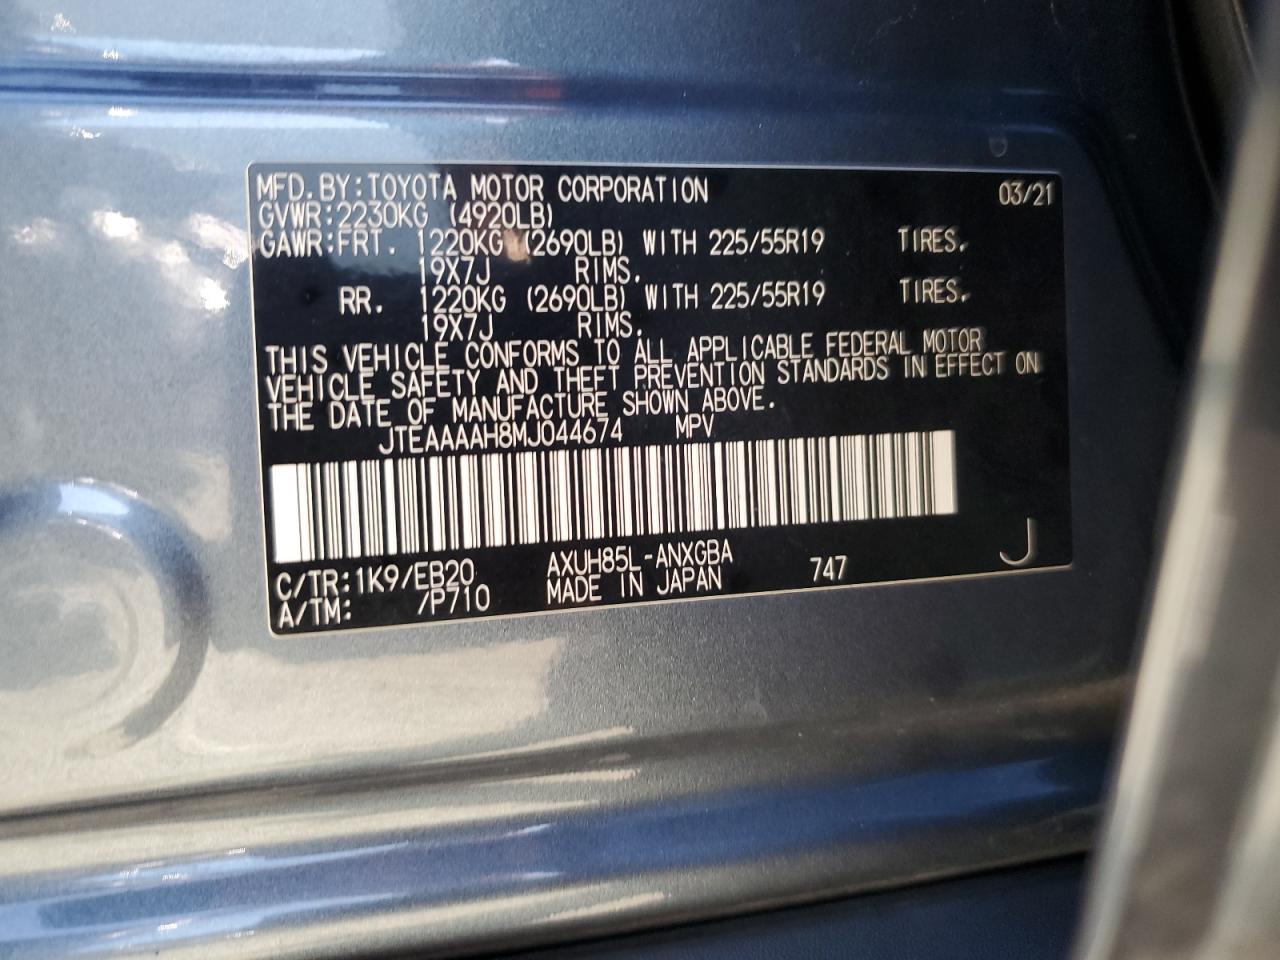 MFD.BY:TOYOTA MOTOR CORPORATION 03/21
GVWR:2230KG (4920LB)
GAWR:FRT. 1220KG (2690LB) WITH 225/55R19 TIRES,
19X7J RIMS.
RR. 1220KG (2690LB) WITH 225/55R19 TIRES,
19X7J RIMS.
THIS VEHICLE CONFORMS TO ALL APPLICABLE FEDERAL MOTOR
VEHICLE SAFETY AND THEFT PREVENTION STANDARDS IN EFFECT ON
THE DATE OF MANUFACTURE SHOWN ABOVE.
JTEAAAAH8MJ044674 MPV
C/TR:1K9/EB20 AXUH85L-ANXGBA 747 J
A/TM: /P710 MADE IN JAPAN